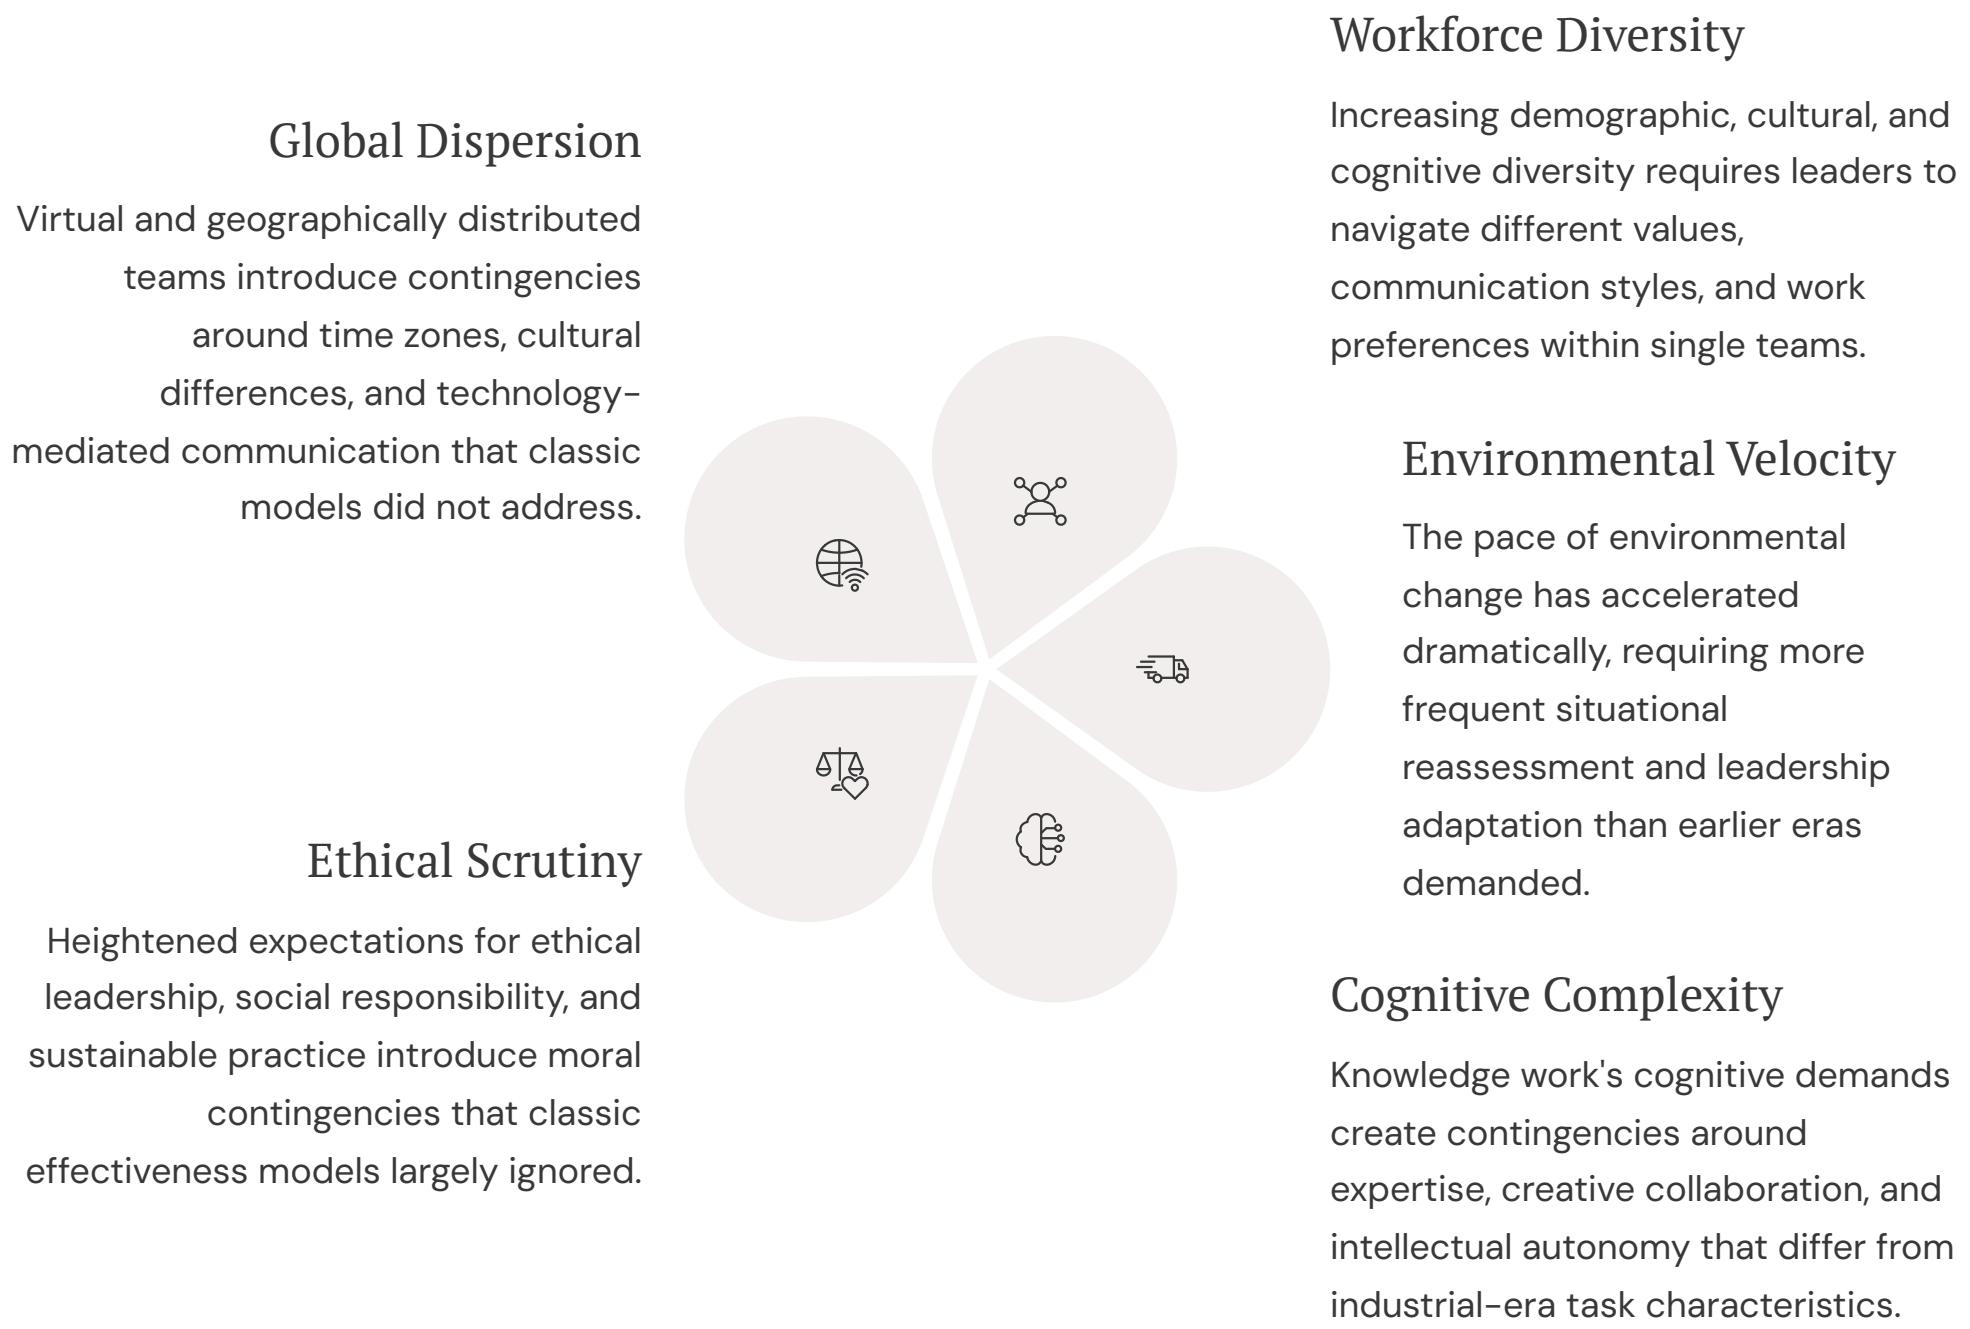 Global Dispersion
Virtual and geographically distributed
teams introduce contingencies
around time zones, cultural
differences, and technology-
mediated communication that classic
models did not address.
Workforce Diversity
Increasing demographic, cultural, and
cognitive diversity requires leaders to
navigate different values,
communication styles, and work
preferences within single teams.
Environmental Velocity
The pace of environmental
change has accelerated
dramatically, requiring more
frequent situational
reassessment and leadership
adaptation than earlier eras
demanded.
Ethical Scrutiny
Heightened expectations for ethical
leadership, social responsibility, and
sustainable practice introduce moral
contingencies that classic
effectiveness models largely ignored.
Cognitive Complexity
Knowledge work's cognitive demands
create contingencies around
expertise, creative collaboration, and
intellectual autonomy that differ from
industrial-era task characteristics.